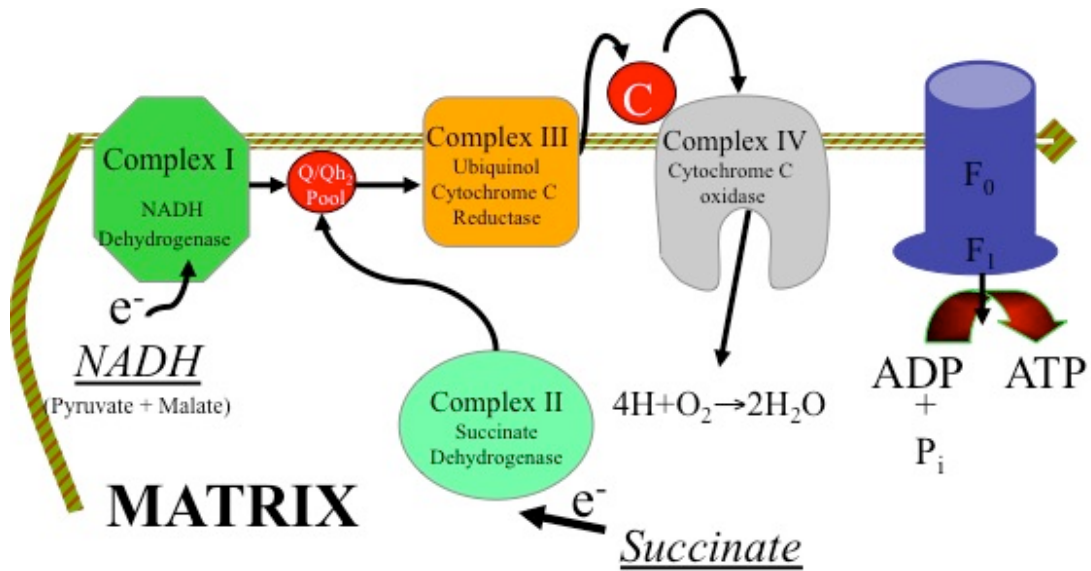 Complex I
NADH
Dehydrogenase
e-
NADH
(Pyruvate + Malate)
Q/Qh₂
Pool
Complex III
Ubiquinol
Cytochrome C
Reductase
C
Complex IV
Cytochrome C
oxidase
F₀
F₁
ADP
+
Pᵢ
ATP
4H+O₂→2H₂O
Complex II
Succinate
Dehydrogenase
e-
Succinate
MATRIX